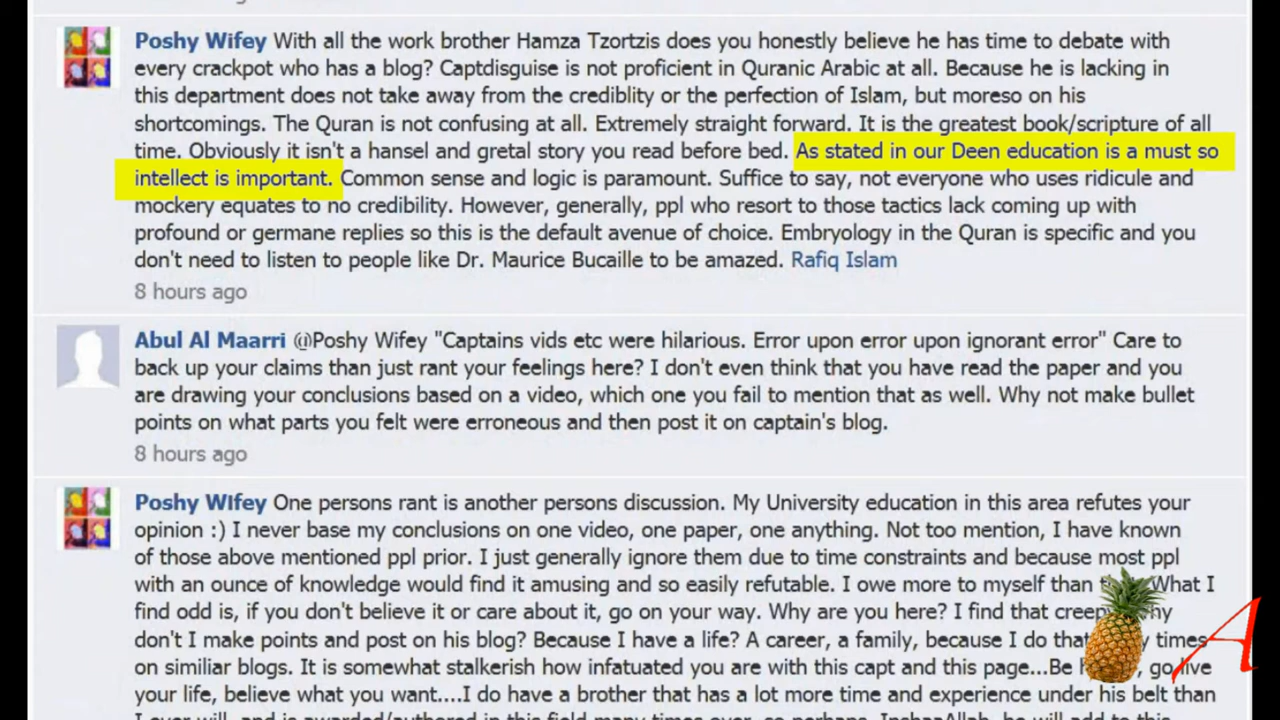 Poshy Wifey With all the work brother Hamza Tzortzis does you honestly believe he has time to debate with
every crackpot who has a blog? Captdisguise is not proficient in Quranic Arabic at all. Because he is lacking in
this department does not take away from the crediblity or the perfection of Islam, but moreso on his
shortcomings. The Quran is not confusing at all. Extremely straight forward. It is the greatest book/scripture of all
time. Obviously it isn't a hansel and gretal story you read before bed. As stated in our Deen education is a must so
intellect is important. Common sense and logic is paramount. Suffice to say, not everyone who uses ridicule and
mockery equates to no credibility. However, generally, ppl who resort to those tactics lack coming up with
profound or germane replies so this is the default avenue of choice. Embryology in the Quran is specific and you
don't need to listen to people like Dr. Maurice Bucaille to be amazed. Rafiq Islam
8 hours ago
Abul Al Maarri @Poshy Wifey "Captains vids etc were hilarious. Error upon error upon ignorant error" Care to
back up your claims than just rant your feelings here? I don't even think that you have read the paper and you
are drawing your conclusions based on a video, which one you fail to mention that as well. Why not make bullet
points on what parts you felt were erroneous and then post it on captain's blog.
8 hours ago
Poshy Wifey One persons rant is another persons discussion. My University education in this area refutes your
opinion :) I never base my conclusions on one video, one paper, one anything. Not too mention, I have known
of those above mentioned ppl prior. I just generally ignore them due to time constraints and because most ppl
with an ounce of knowledge would find it amusing and so easily refutable. I owe more to myself than What I
find odd is, if you don't believe it or care about it, go on your way. Why are you here? I find that
don't I make points and post on his blog? Because I have a life? A career, a family, because I do that times
on similiar blogs. It is somewhat stalkerish how infatuated you are with this capt and this page...Be go live
your life, believe what you want....I do have a brother that has a lot more time and experience under his belt than
A